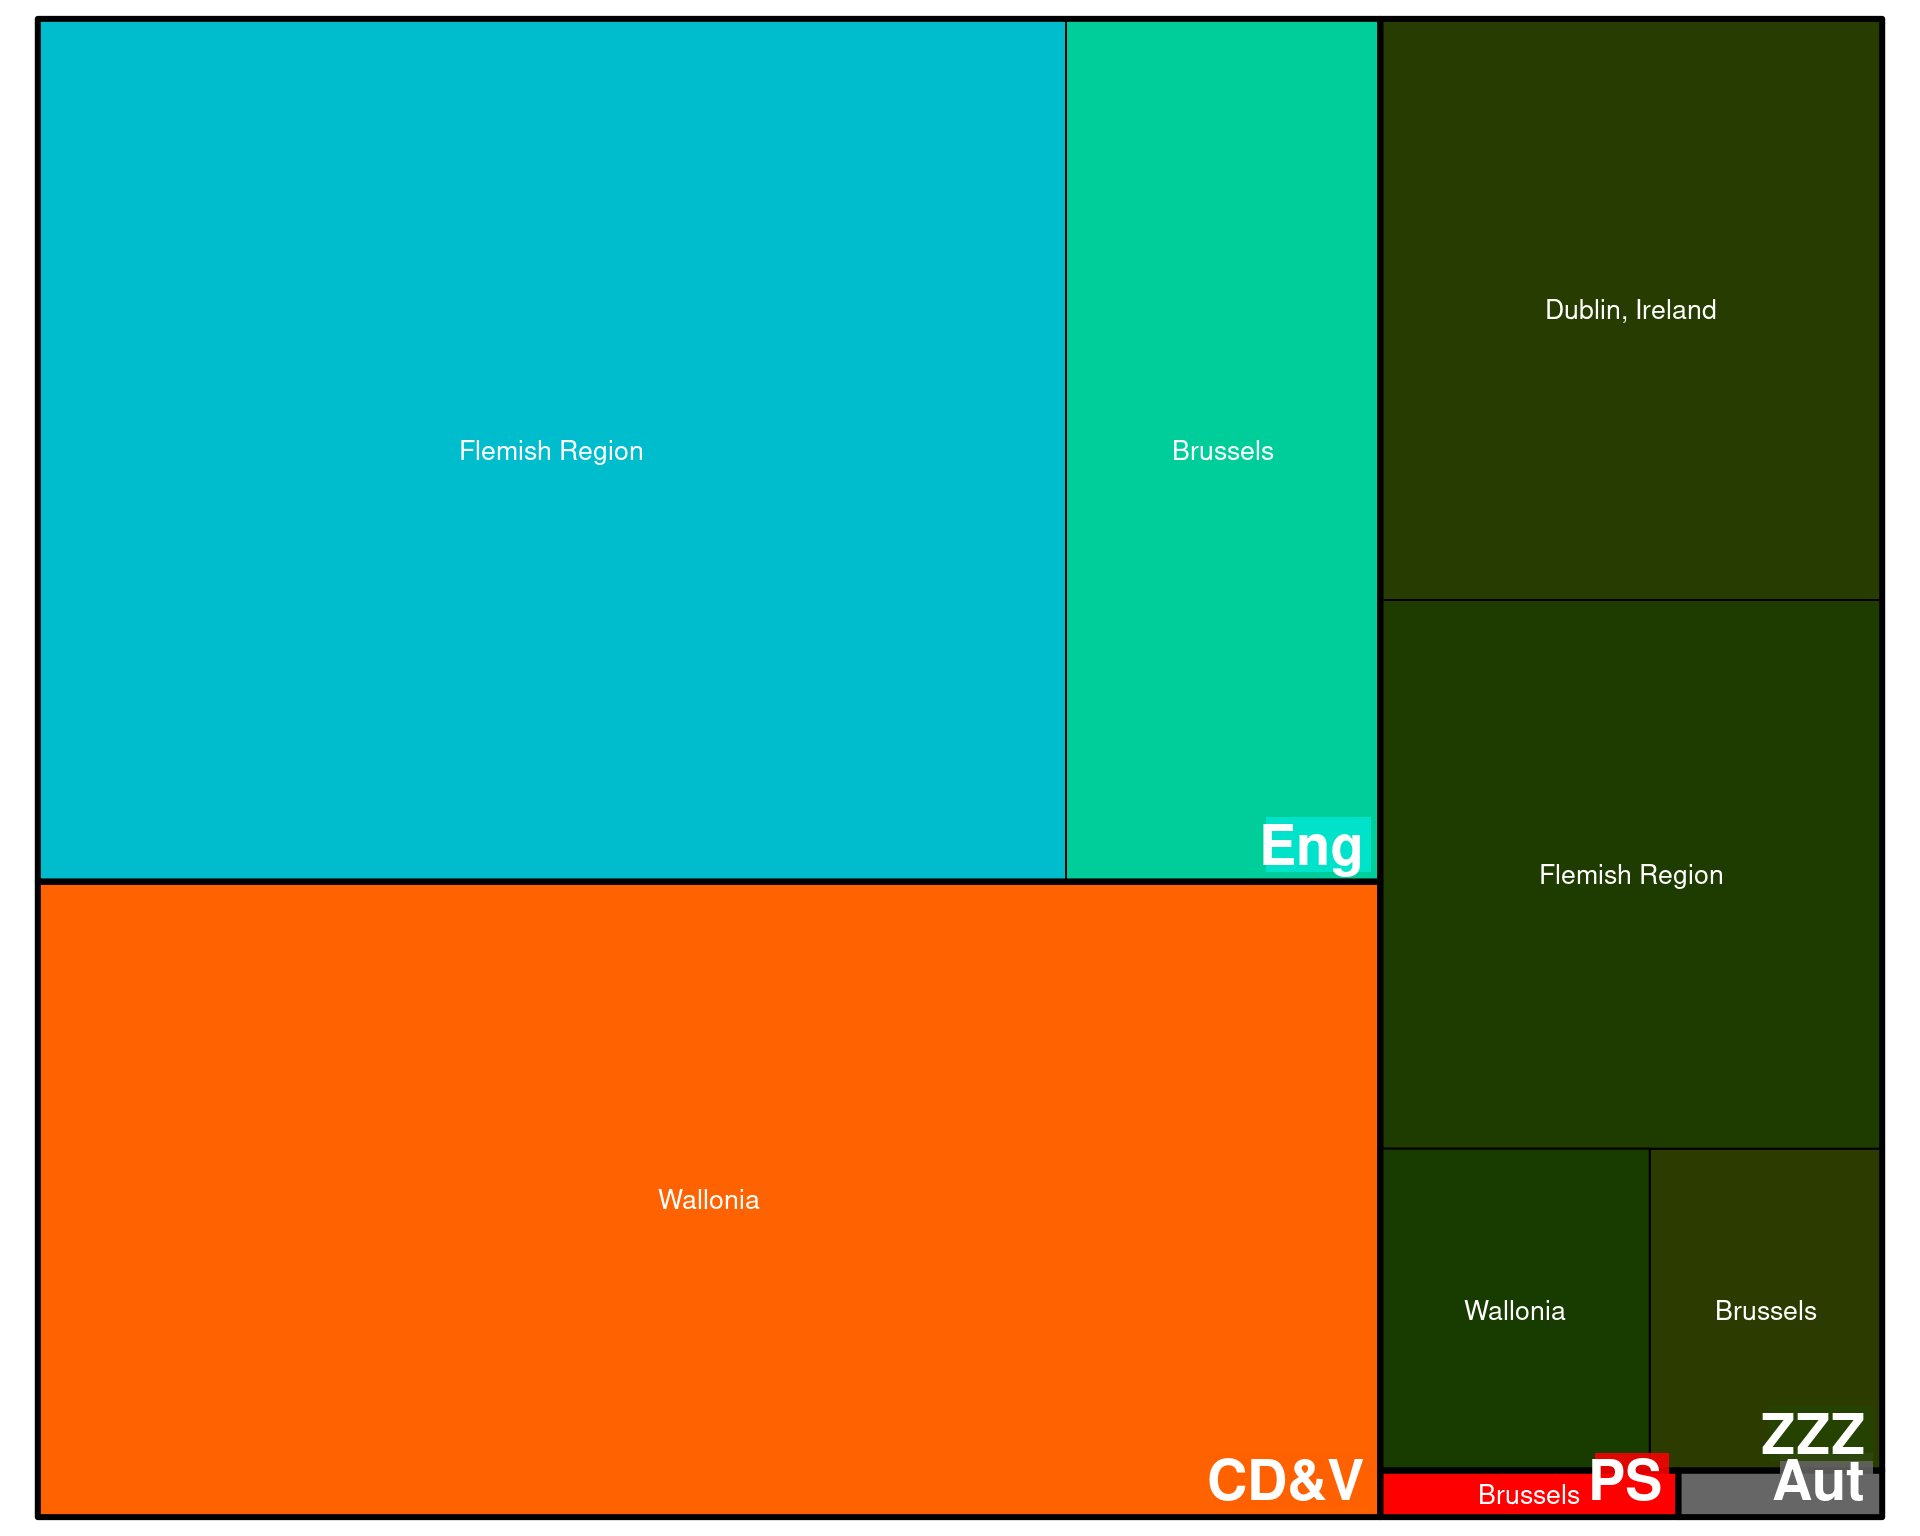 Flemish Region
Brussels
Eng
Wallonia
CD&V
Dublin, Ireland
Flemish Region
Wallonia
Brussels
ZZZ
Brussels
PS
Aut